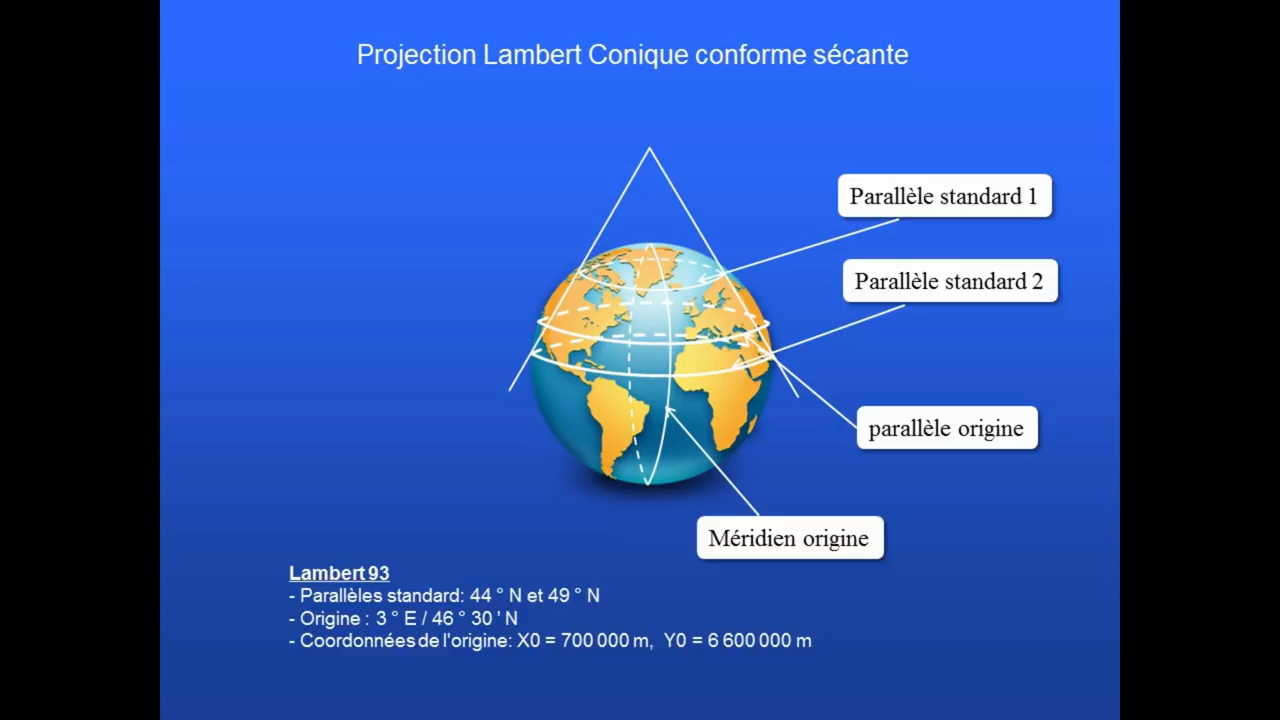 Projection Lambert Conique conforme sécante
Parallèle standard 1
Parallèle standard 2
parallèle origine
Méridien origine
Lambert 93
- Parallèles standard: 44 ° N et 49 ° N
- Origine : 3 ° E / 46 ° 30 ' N
- Coordonnées de l'origine: X0 = 700 000 m, Y0 = 6 600 000 m